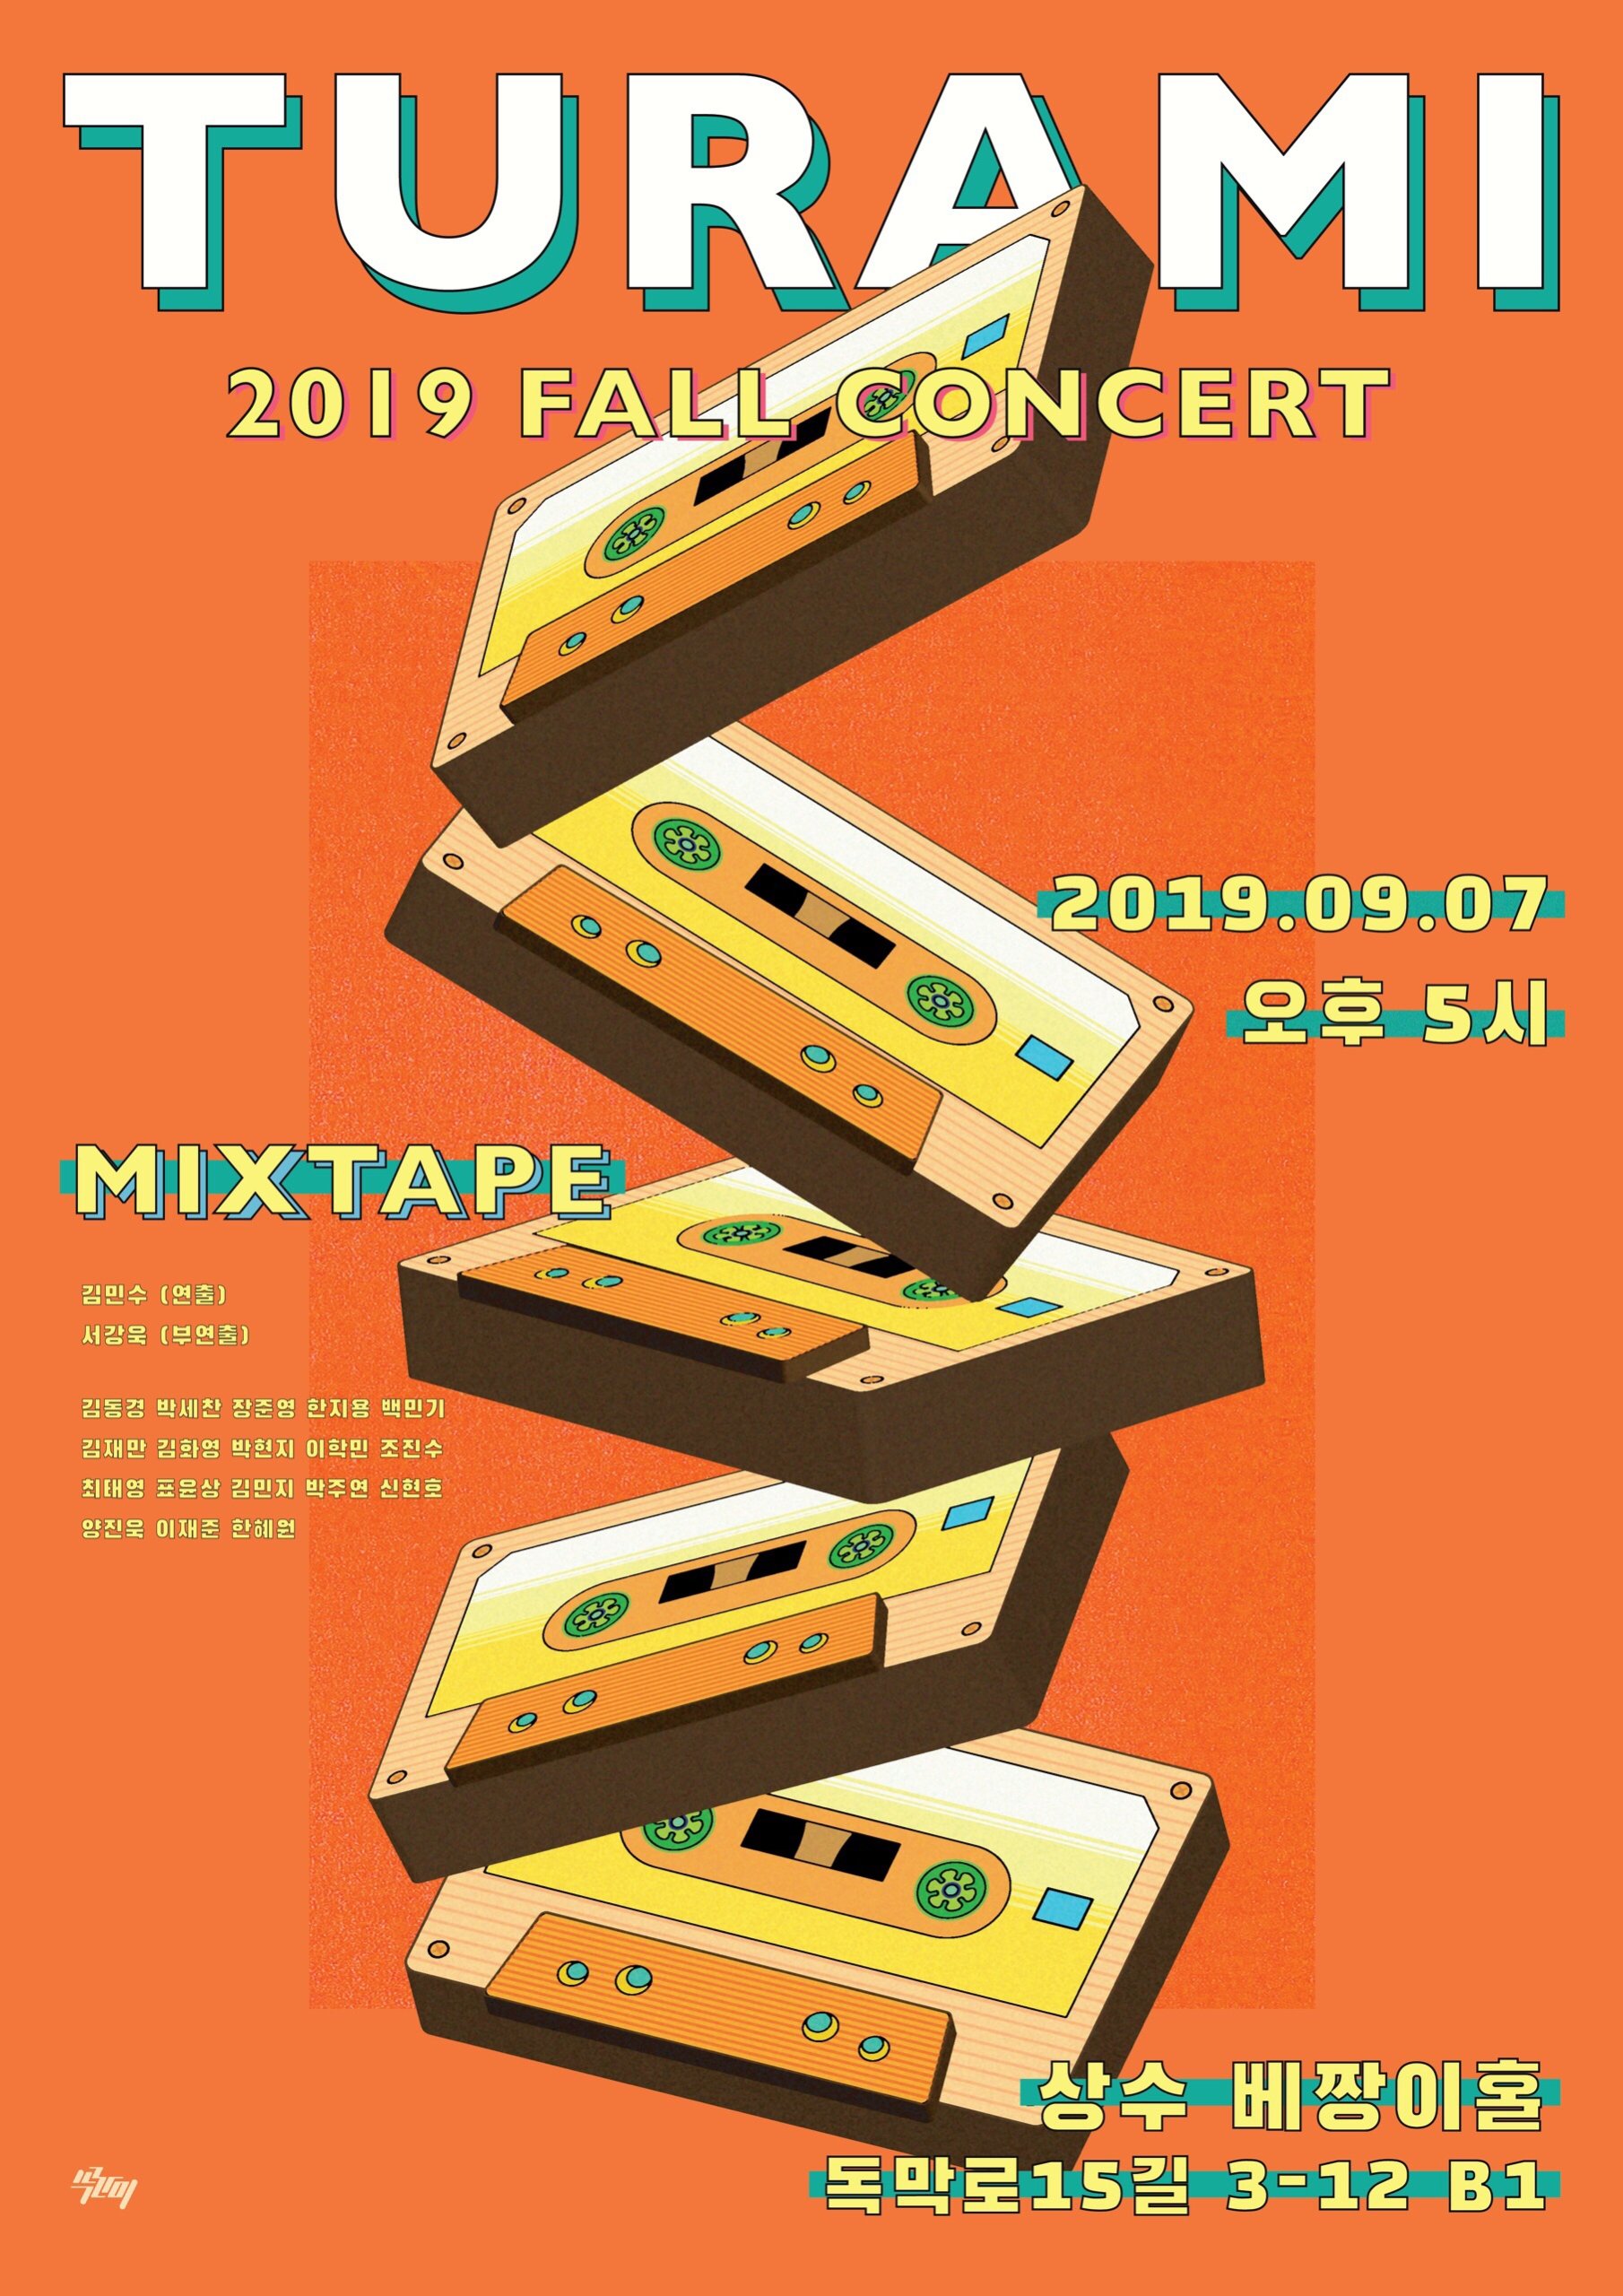 TURAMI
2019 FALL CONCERT
2019.09.07
오후 5시
MIXTAPE
김민수 (연출)
서강욱 (부연출)
김동경 박세찬 장준영 한지용 백민기
김재만 김화영 박현지 이학민 조진수
최태영 표윤상 김민지 박주연 신현호
양진욱 이재준 한혜원
상수 베짱이홀
독막로15길 3-12 B1